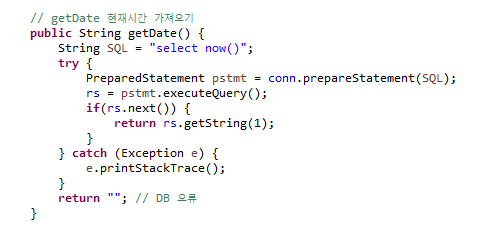 // getDate 현재시간 가져오기
public String getDate() {
    String SQL = "select now()";
    try {
        PreparedStatement pstmt = conn.prepareStatement(SQL);
        rs = pstmt.executeQuery();
        if(rs.next()) {
            return rs.getString(1);
        }
    } catch (Exception e) {
        e.printStackTrace();
    }
    return ""; // DB 오류
}